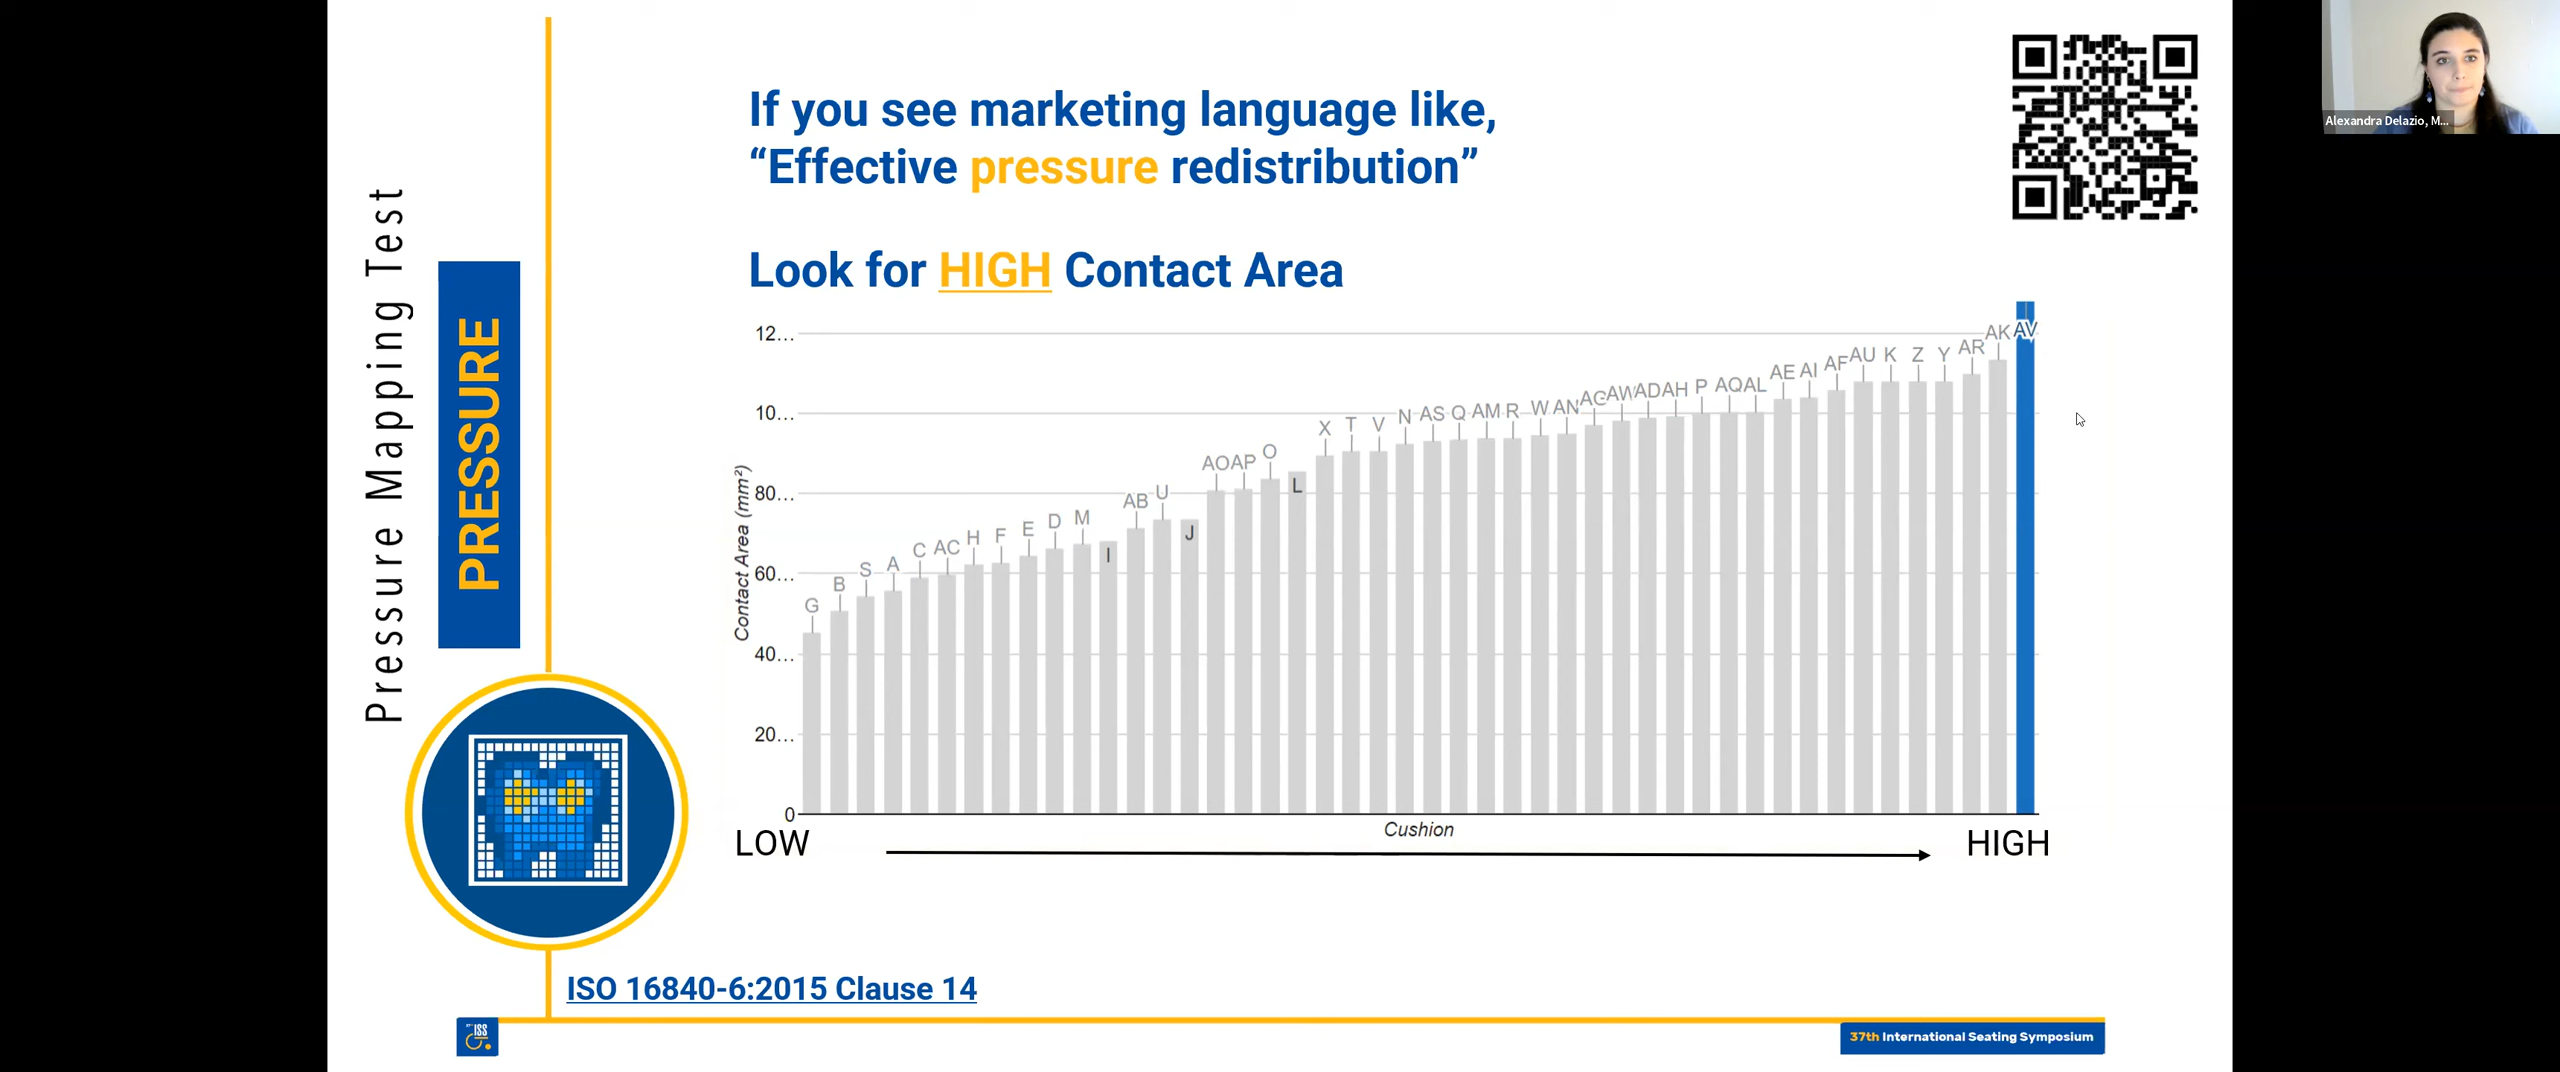 If you see marketing language like,
“Effective pressure redistribution”
Look for HIGH Contact Area
Pressure Mapping Test
PRESSURE
Contact Area (mm²)
12...
10...
80...
60...
40...
20...
0
G B S A C AC H F E D M I AB U J AO AP O L X T V N AS Q AM R W AN AG AW AD AH P AQ AL AE AI AF AU K Z Y AR AK AV
Cushion
LOW
HIGH
ISO 16840-6:2015 Clause 14
ISS
37th International Seating Symposium
Alexandra Delazio, M...